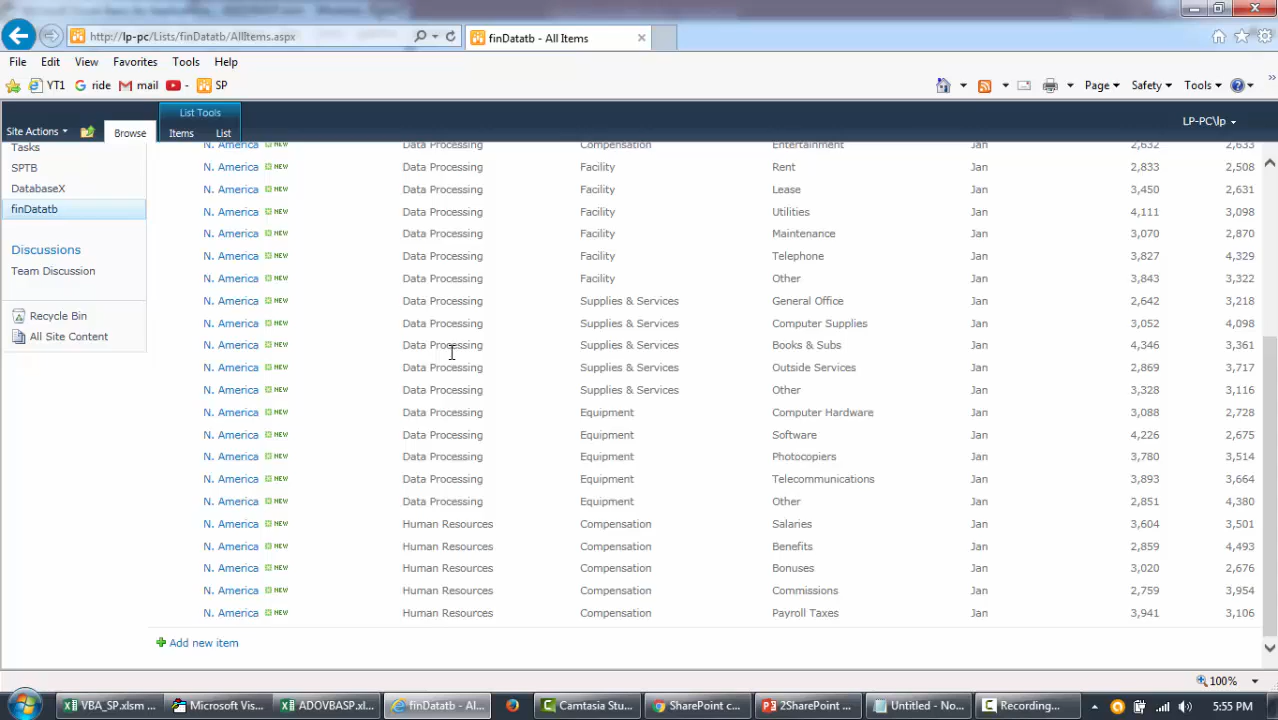 http://lp-pc/Lists/finDatatb/AllItems.aspx
finDatatb - All Items
File Edit View Favorites Tools Help
YT1 ride mail SP
Page Safety Tools
List Tools
Site Actions Browse Items List LP-PC\lp
Tasks
SPTB
DatabaseX
finDatatb
Discussions
Team Discussion
Recycle Bin
All Site Content
N. America NEW Data Processing Compensation Entertainment Jan 2,632 2,633
N. America NEW Data Processing Facility Rent Jan 2,833 2,508
N. America NEW Data Processing Facility Lease Jan 3,450 2,631
N. America NEW Data Processing Facility Utilities Jan 4,111 3,098
N. America NEW Data Processing Facility Maintenance Jan 3,070 2,870
N. America NEW Data Processing Facility Telephone Jan 3,827 4,329
N. America NEW Data Processing Facility Other Jan 3,843 3,322
N. America NEW Data Processing Supplies & Services General Office Jan 2,642 3,218
N. America NEW Data Processing Supplies & Services Computer Supplies Jan 3,052 4,098
N. America NEW Data Processing Supplies & Services Books & Subs Jan 4,346 3,361
N. America NEW Data Processing Supplies & Services Outside Services Jan 2,869 3,717
N. America NEW Data Processing Supplies & Services Other Jan 3,328 3,116
N. America NEW Data Processing Equipment Computer Hardware Jan 3,088 2,728
N. America NEW Data Processing Equipment Software Jan 4,226 2,675
N. America NEW Data Processing Equipment Photocopiers Jan 3,780 3,514
N. America NEW Data Processing Equipment Telecommunications Jan 3,893 3,664
N. America NEW Data Processing Equipment Other Jan 2,851 4,380
N. America NEW Human Resources Compensation Salaries Jan 3,604 3,501
N. America NEW Human Resources Compensation Benefits Jan 2,859 4,493
N. America NEW Human Resources Compensation Bonuses Jan 3,020 2,676
N. America NEW Human Resources Compensation Commissions Jan 2,759 3,954
N. America NEW Human Resources Compensation Payroll Taxes Jan 3,941 3,106
Add new item
100%
VBA_SP.xlsm ... Microsoft Vis... ADOVBASP.xl... finDatatb - Al... Camtasia Stu... SharePoint c... 2SharePoint ... Untitled - No... Recording... 5:55 PM